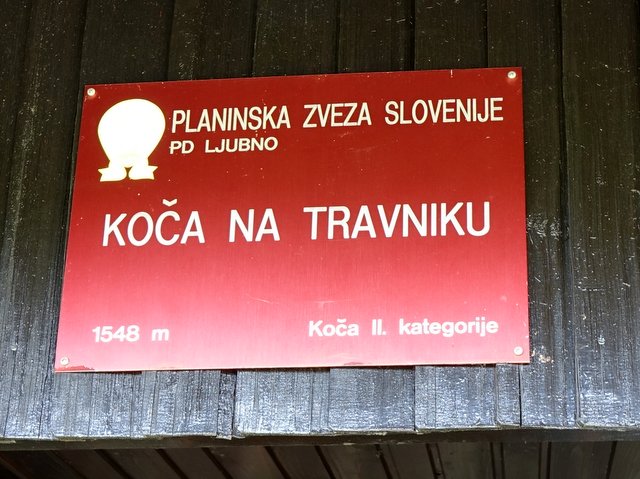 PLANINSKA ZVEZA SLOVENIJE
PD LJUBNO
KOČA NA TRAVNIKU
1548 m
Koča II. kategorije